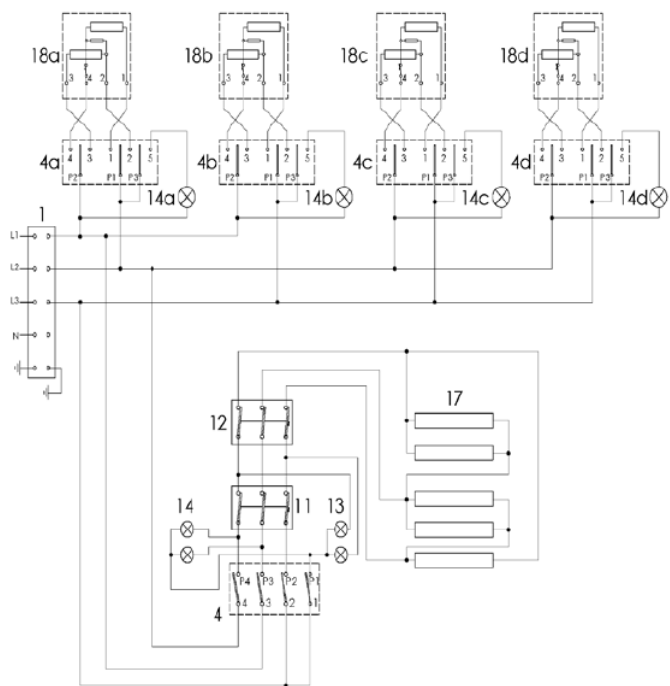 18a 18b 18c 18d
3 4 2 1 3 4 2 1 3 4 2 1 3 4 2 1
4a 4 3 1 2 5 4b 4 3 1 2 5 4c 4 3 1 2 5 4d 4 3 1 2 5
P2 P1 P3 P2 P1 P3 P2 P1 P3 P2 P1 P3
14a 14b 14c 14d
1
L1
L2
L3
N
17
12
14 11 13
P4 P3 P2 P1
4 4 3 2 1